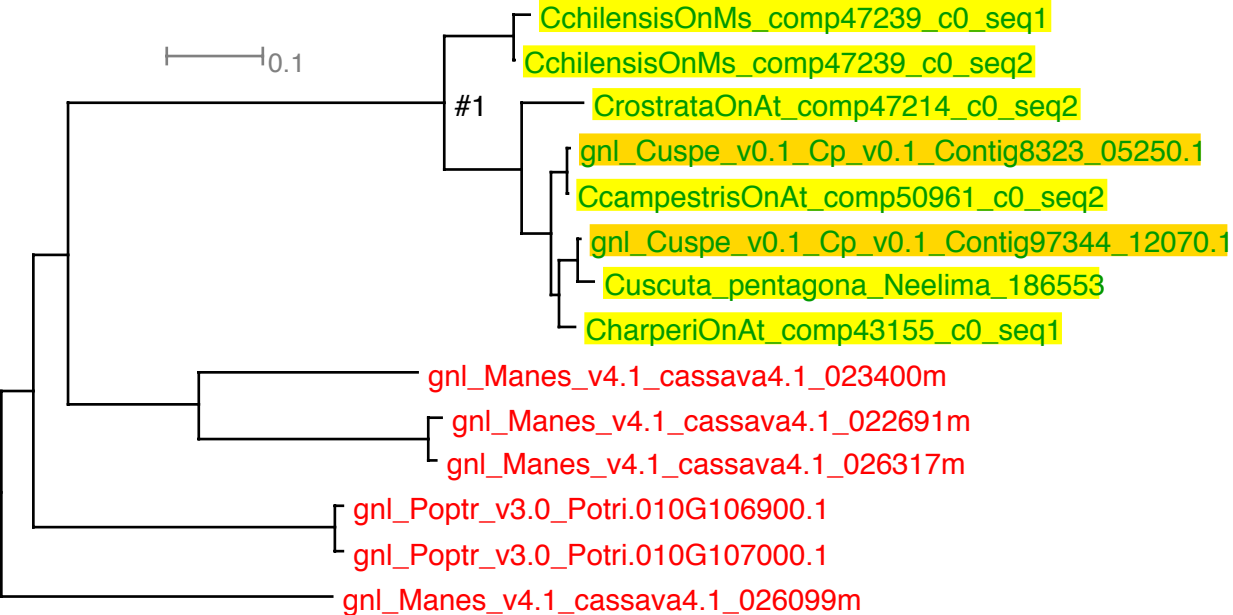 CchilensisOnMs_comp47239_c0_seq1
0.1
CchilensisOnMs_comp47239_c0_seq2
#1
CrostrataOnAt_comp47214_c0_seq2
gnl_Cuspe_v0.1_Cp_v0.1_Contig8323_05250.1
CcampestrisOnAt_comp50961_c0_seq2
gnl_Cuspe_v0.1_Cp_v0.1_Contig97344_12070.1
Cuscuta_pentagona_Neelima_186553
CharperiOnAt_comp43155_c0_seq1
gnl_Manes_v4.1_cassava4.1_023400m
gnl_Manes_v4.1_cassava4.1_022691m
gnl_Manes_v4.1_cassava4.1_026317m
gnl_Poptr_v3.0_Potri.010G106900.1
gnl_Poptr_v3.0_Potri.010G107000.1
gnl_Manes_v4.1_cassava4.1_026099m